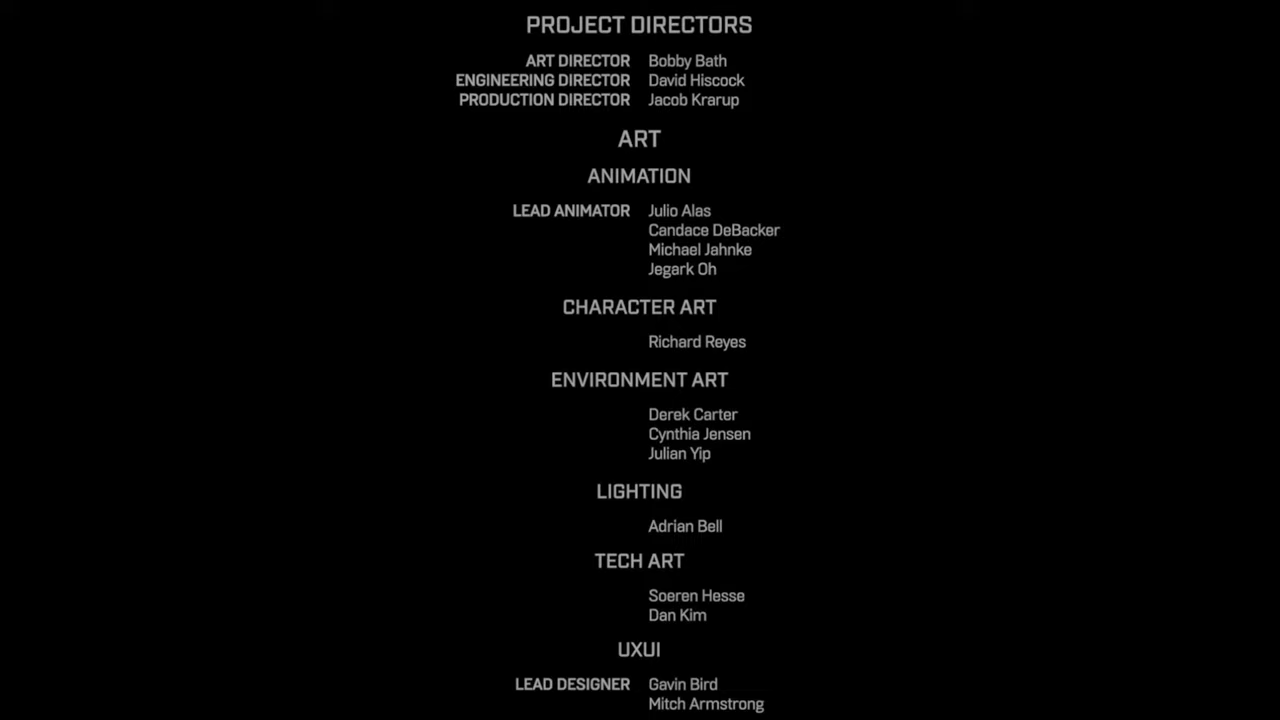 PROJECT DIRECTORS
ART DIRECTOR Bobby Bath
ENGINEERING DIRECTOR David Hiscock
PRODUCTION DIRECTOR Jacob Krarup
ART
ANIMATION
LEAD ANIMATOR Julio Alas
Candace DeBacker
Michael Jahnke
Jegark Oh
CHARACTER ART
Richard Reyes
ENVIRONMENT ART
Derek Carter
Cynthia Jensen
Julian Yip
LIGHTING
Adrian Bell
TECH ART
Soeren Hesse
Dan Kim
UXUI
LEAD DESIGNER Gavin Bird
Mitch Armstrong